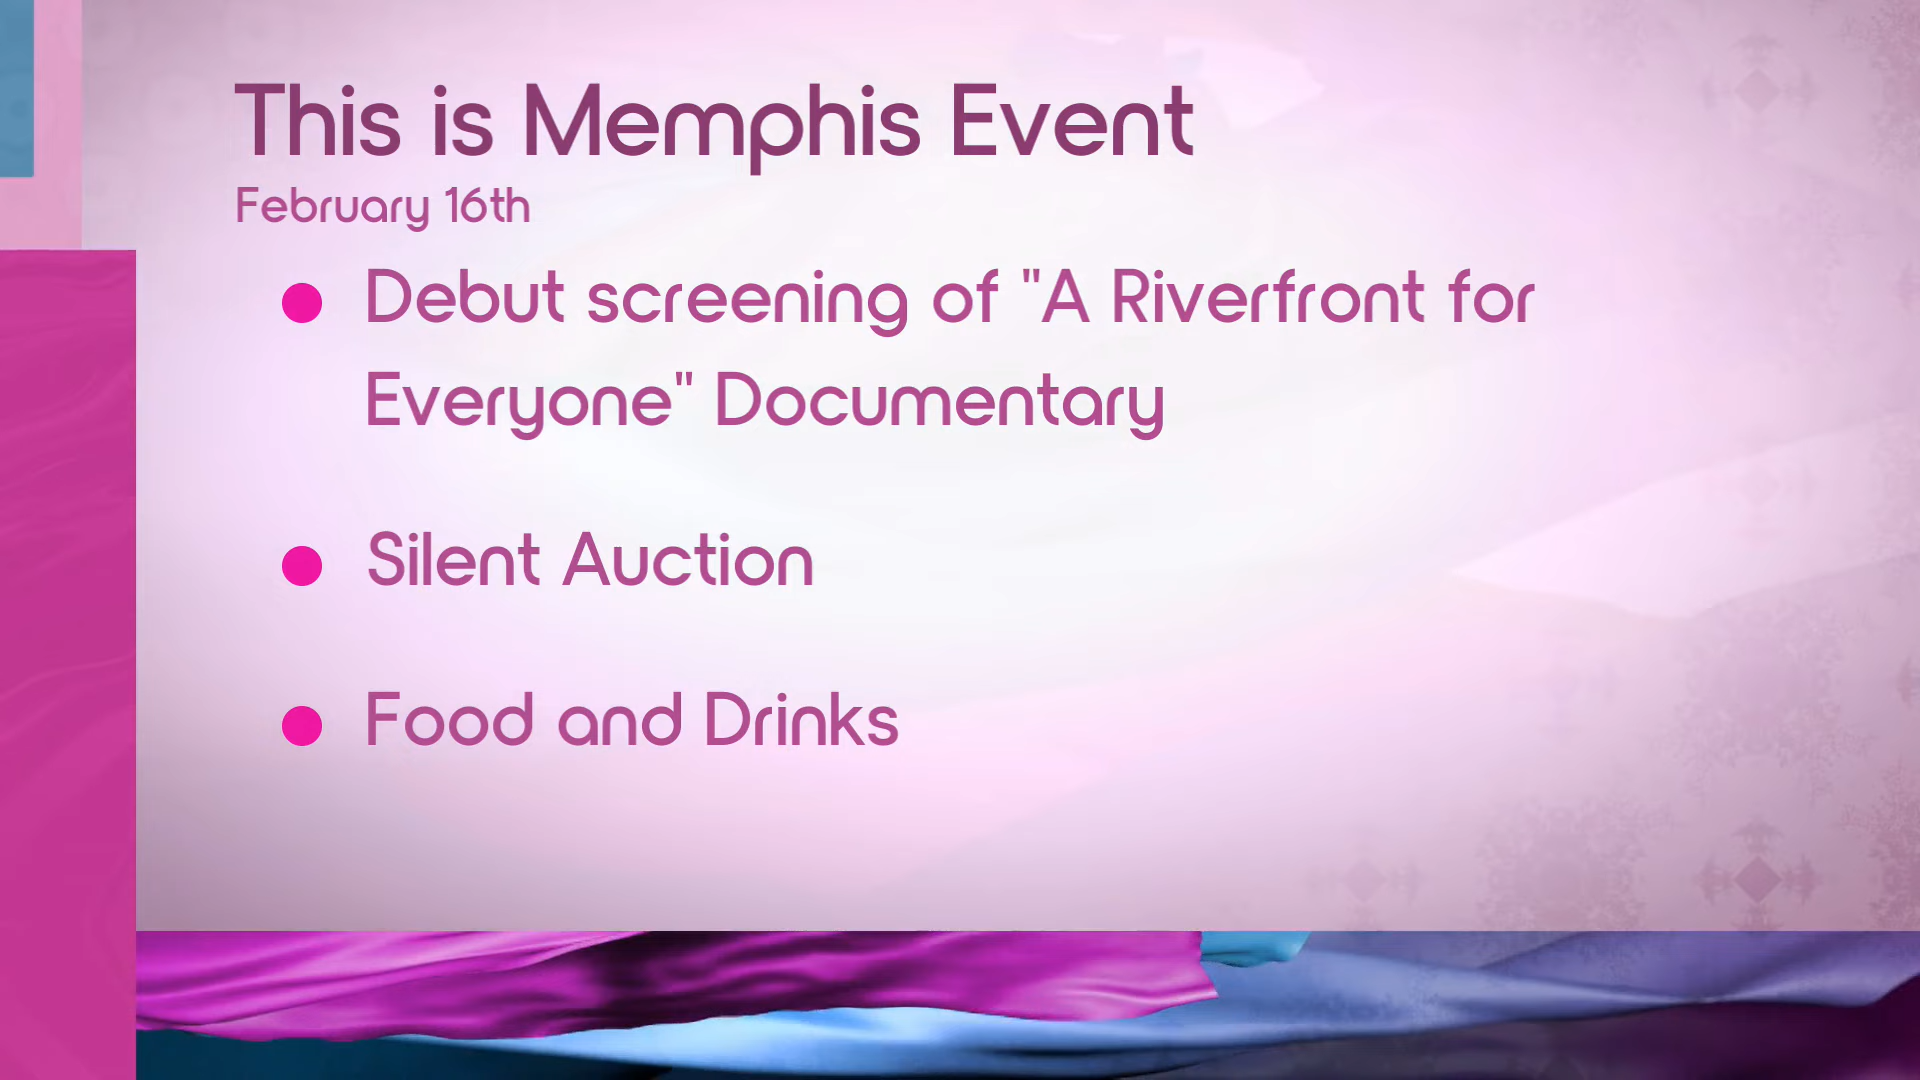 This is Memphis Event
February 16th
Debut screening of "A Riverfront for
Everyone" Documentary
Silent Auction
Food and Drinks